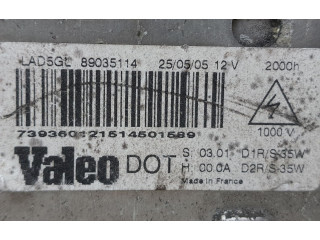 LAD5GL 89035114 25/05/05 12 V 2000h
739360121514501589
1000 V
Valeo DOT S 03.01 D1R/S-35W
H 00.0A D2R/S-35W
Made in France